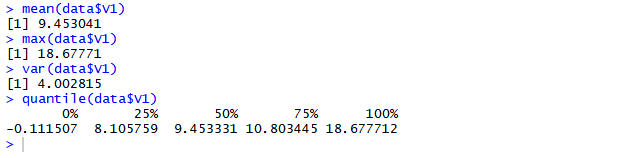 > mean(data$V1)
[1] 9.453041
> max(data$V1)
[1] 18.67771
> var(data$V1)
[1] 4.002815
> quantile(data$V1)
0% 25% 50% 75% 100%
-0.111507 8.105759 9.453331 10.803445 18.677712
>